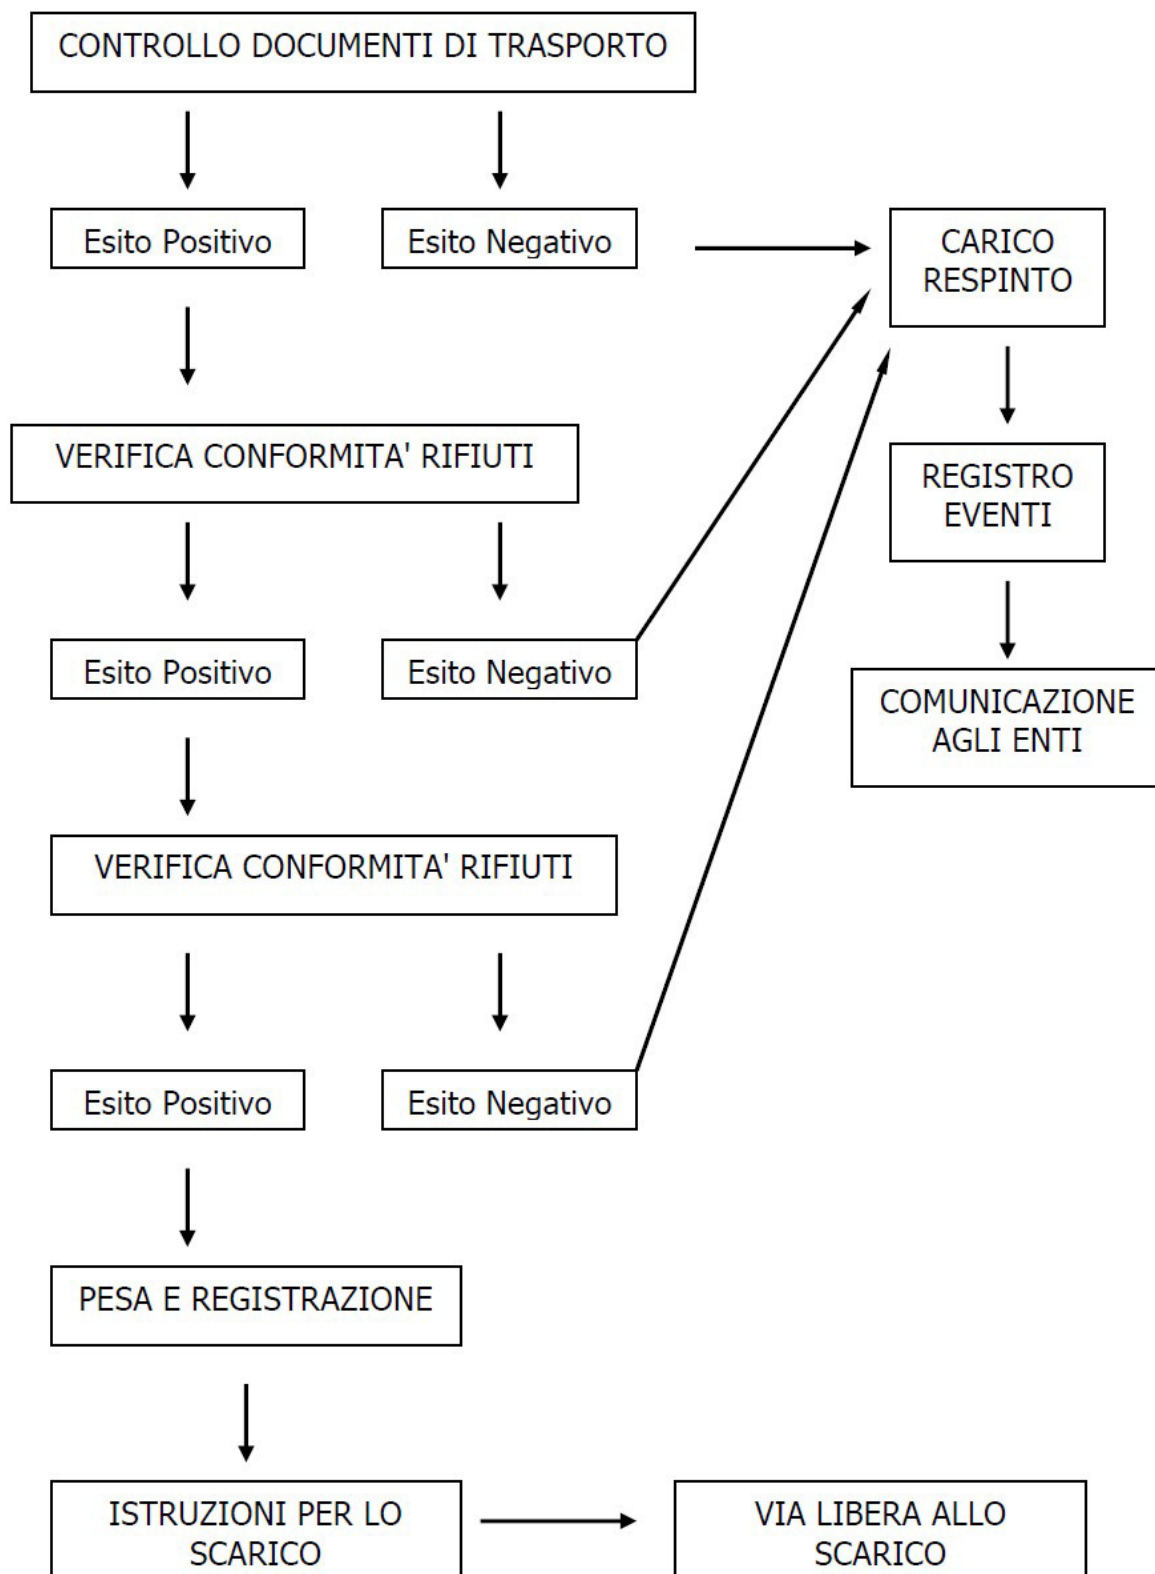 CONTROLLO DOCUMENTI DI TRASPORTO
Esito Positivo
Esito Negativo
CARICO
RESPINTO
VERIFICA CONFORMITA' RIFIUTI
REGISTRO
EVENTI
Esito Positivo
Esito Negativo
COMUNICAZIONE
AGLI ENTI
VERIFICA CONFORMITA' RIFIUTI
Esito Positivo
Esito Negativo
PESA E REGISTRAZIONE
ISTRUZIONI PER LO
SCARICO
VIA LIBERA ALLO
SCARICO